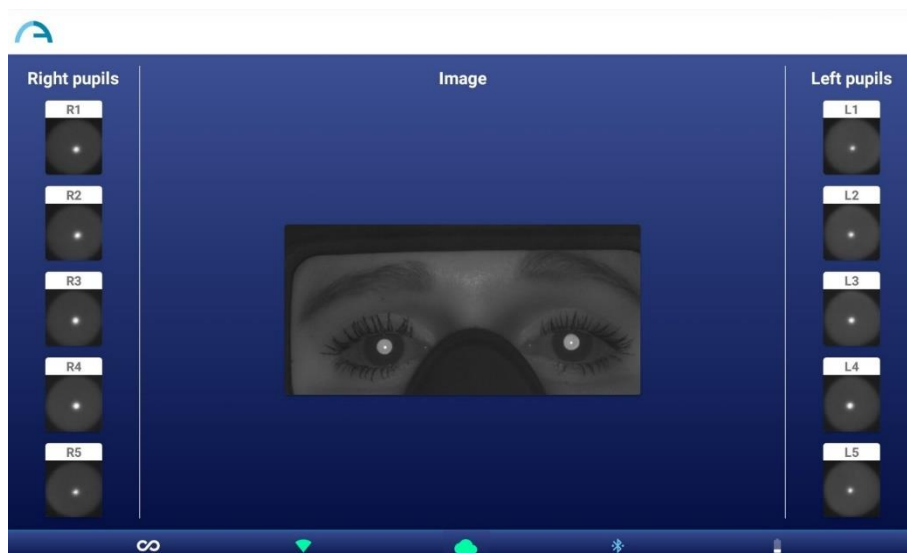 Right pupils
R1
R2
R3
R4
R5
Image
Left pupils
L1
L2
L3
L4
L5